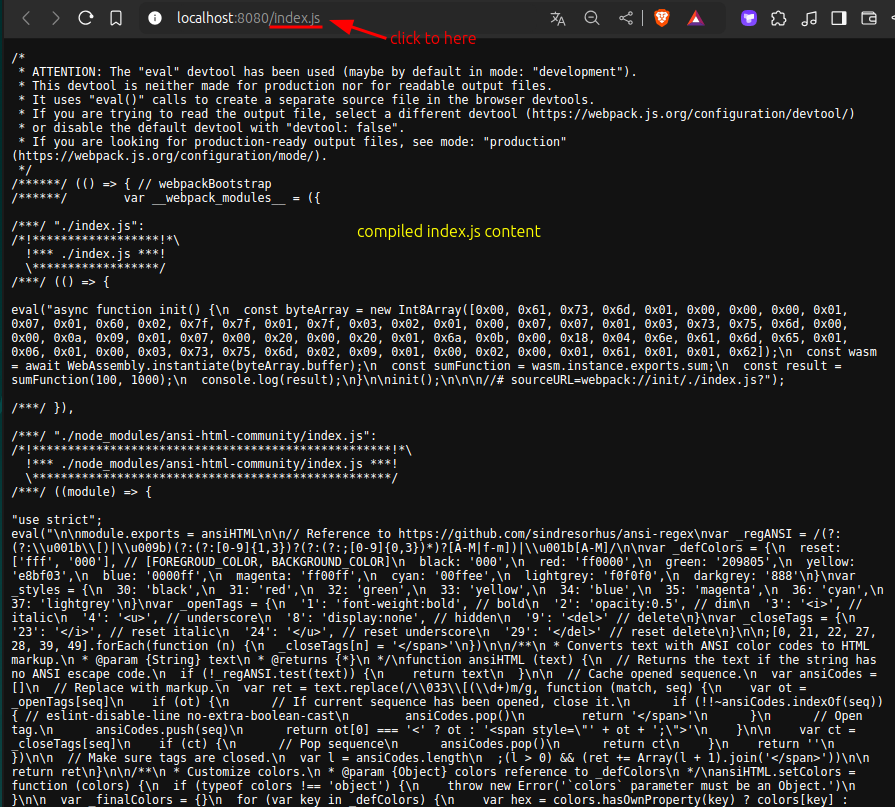 localhost:8080/index.js
click to here
/*
 * ATTENTION: The "eval" devtool has been used (maybe by default in mode: "development").
 * This devtool is neither made for production nor for readable output files.
 * It uses "eval()" calls to create a separate source file in the browser devtools.
 * If you are trying to read the output file, select a different devtool (https://webpack.js.org/configuration/devtool/)
 * or disable the default devtool with "devtool: false".
 * If you are looking for production-ready output files, see mode: "production"
(https://webpack.js.org/configuration/mode/).
 */
/******/ (() => { // webpackBootstrap
/******/ 	var __webpack_modules__ = ({

/***/ "./index.js":
compiled index.js content
/*!******************!*\
  !*** ./index.js ***!
  \******************/
/***/ (() => {

eval("async function init() {\n  const byteArray = new Int8Array([0x00, 0x61, 0x73, 0x6d, 0x01, 0x00, 0x00, 0x00, 0x01,
0x07, 0x01, 0x60, 0x02, 0x7f, 0x7f, 0x01, 0x7f, 0x03, 0x02, 0x01, 0x00, 0x07, 0x07, 0x01, 0x03, 0x73, 0x75, 0x6d, 0x00,
0x00, 0x0a, 0x09, 0x01, 0x07, 0x00, 0x20, 0x00, 0x20, 0x01, 0x6a, 0x0b, 0x00, 0x18, 0x04, 0x6e, 0x61, 0x6d, 0x65, 0x01,
0x06, 0x01, 0x00, 0x03, 0x73, 0x75, 0x6d, 0x02, 0x09, 0x01, 0x00, 0x02, 0x00, 0x01, 0x61, 0x01, 0x01, 0x62]);\n  const wasm
= await WebAssembly.instantiate(byteArray.buffer);\n  const sumFunction = wasm.instance.exports.sum;\n  const result =
sumFunction(100, 1000);\n  console.log(result);\n}\n\ninit();\n\n\n//# sourceURL=webpack://init/./index.js?");

/***/ }),

/***/ "./node_modules/ansi-html-community/index.js":
/*!***************************************************!*\
  !*** ./node_modules/ansi-html-community/index.js ***!
  \***************************************************/
/***/ ((module) => {

"use strict";
eval("\n\nmodule.exports = ansiHTML\n\n// Reference to https://github.com/sindresorhus/ansi-regex\nvar _regANSI = /(?:
(?:\\u001b\\[)|\\u009b)(?:(?:[0-9]{1,3})?(?:(?:;[0-9]{0,3})*)?[A-M|f-m])|\\u001b[A-M]/\n\nvar _defColors = {\n  reset:
['fff', '000'], // [FOREGROUD_COLOR, BACKGROUND_COLOR]\n  black: '000',\n  red: 'ff0000',\n  green: '209805',\n  yellow:
'e8bf03',\n  blue: '0000ff',\n  magenta: 'ff00ff',\n  cyan: '00ffee',\n  lightgrey: 'f0f0f0',\n  darkgrey: '888'\n}\nvar
_styles = {\n  30: 'black',\n  31: 'red',\n  32: 'green',\n  33: 'yellow',\n  34: 'blue',\n  35: 'magenta',\n  36: 'cyan',\n
37: 'lightgrey'\n}\nvar _openTags = {\n  '1': 'font-weight:bold', // bold\n  '2': 'opacity:0.5', // dim\n  '3': '<i>', //
italic\n  '4': '<u>', // underscore\n  '8': 'display:none', // hidden\n  '9': '<del>' // delete\n}\nvar _closeTags = {\n
'23': '</i>', // reset italic\n  '24': '</u>', // reset underscore\n  '29': '</del>' // reset delete\n}\n\n;[0, 21, 22, 27,
28, 39, 49].forEach(function (n) {\n  _closeTags[n] = '</span>'\n})\n\n/**\n * Converts text with ANSI color codes to HTML
markup.\n * @param {String} text\n * @returns {*}\n */\nfunction ansiHTML (text) {\n  // Returns the text if the string has
no ANSI escape code.\n  if (!_regANSI.test(text)) {\n    return text\n  }\n\n  // Cache opened sequence.\n  var ansiCodes =
[]\n  // Replace with markup.\n  var ret = text.replace(/\\033\\[(\\d+)m/g, function (match, seq) {\n    var ot =
_openTags[seq]\n    if (ot) {\n      // If current sequence has been opened, close it.\n      if (!!~ansiCodes.indexOf(seq))
{ // eslint-disable-line no-extra-boolean-cast\n        ansiCodes.pop()\n        return '</span>'\n      }\n      // Open
tag.\n      ansiCodes.push(seq)\n      return ot[0] === '<' ? ot : '<span style=\"' + ot + ';\">'\n    }\n\n    var ct =
_closeTags[seq]\n    if (ct) {\n      // Pop sequence\n      ansiCodes.pop()\n      return ct\n    }\n    return ''\n
})\n\n  // Make sure tags are closed.\n  var l = ansiCodes.length\n  ;(l > 0) && (ret += Array(l + 1).join('</span>'))\n\n
return ret\n}\n\n/**\n * Customize colors.\n * @param {Object} colors reference to _defColors\n */\nansiHTML.setColors =
function (colors) {\n  if (typeof colors !== 'object') {\n    throw new Error('`colors` parameter must be an Object.')\n
}\n\n  var _finalColors = {}\n  for (var key in _defColors) {\n    var hex = colors.hasOwnProperty(key) ? colors[key] :